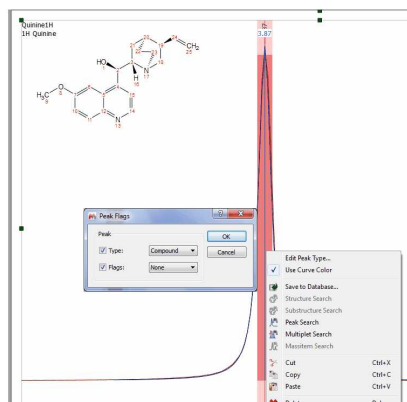 Quinine1H
1H Quinine
3.87
HO
H
N
CH₂
H₃C
O
N
Peak Flags
Peak
Type:
Compound
Flags:
None
OK
Cancel
Edit Peak Type...
Use Curve Color
Save to Database...
Structure Search
Substructure Search
Peak Search
Multiplet Search
Massitem Search
Cut Ctrl+X
Copy Ctrl+C
Paste Ctrl+V